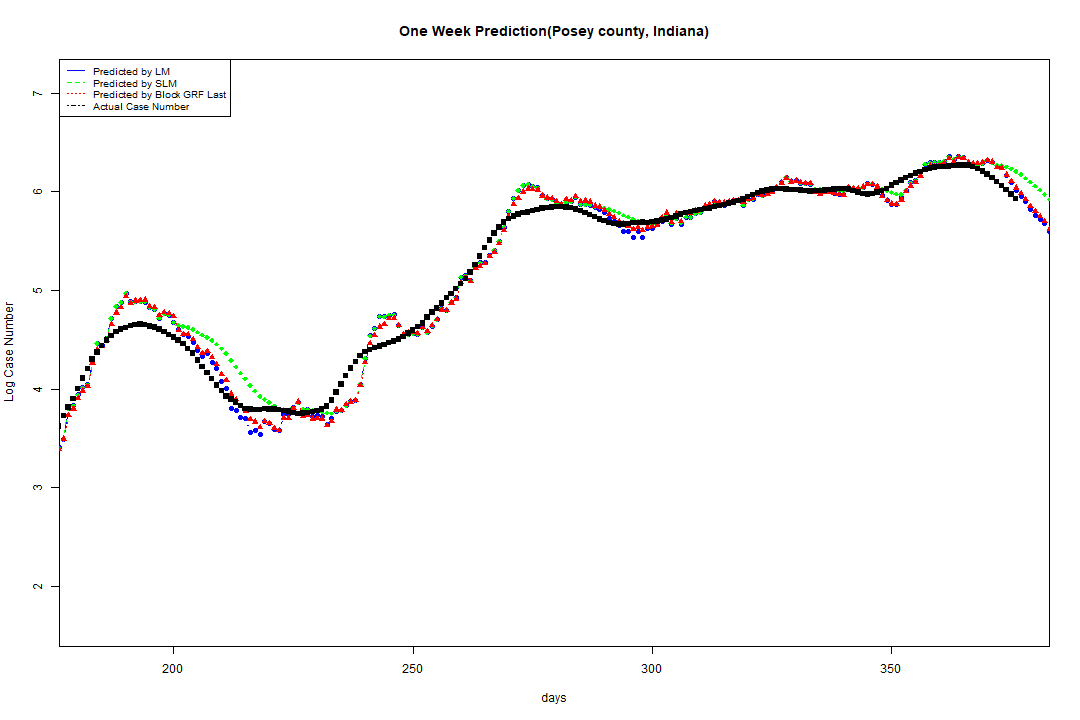 One Week Prediction(Posey county, Indiana)
Predicted by LM
Predicted by SLM
Predicted by Block GRF Last
Actual Case Number
7
6
5
4
3
2
Log Case Number
200
250
300
350
days